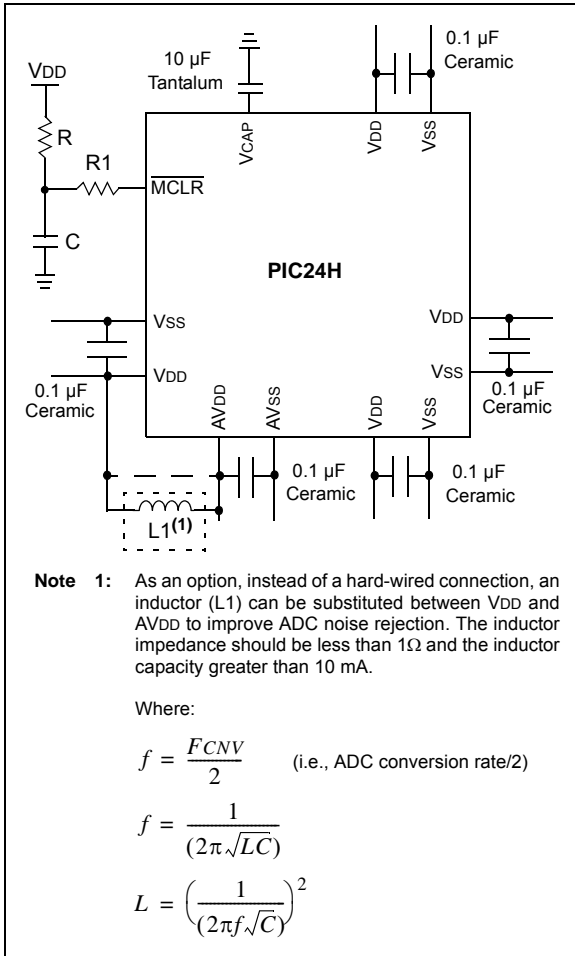 10 µF
Tantalum
0.1 µF
Ceramic
VDD
R
R1
C
MCLR
VCAP
VDD
VSS
PIC24H
VSS
VDD
VDD
VSS
0.1 µF
Ceramic
0.1 µF
Ceramic
AVDD
AVSS
VDD
VSS
0.1 µF
Ceramic
0.1 µF
Ceramic
L1(1)
Note 1: As an option, instead of a hard-wired connection, an
inductor (L1) can be substituted between VDD and
AVDD to improve ADC noise rejection. The inductor
impedance should be less than 1Ω and the inductor
capacity greater than 10 mA.
Where:
f = FCNV / 2 (i.e., ADC conversion rate/2)
f = 1 / (2π√LC)
L = (1 / (2πf√C))²